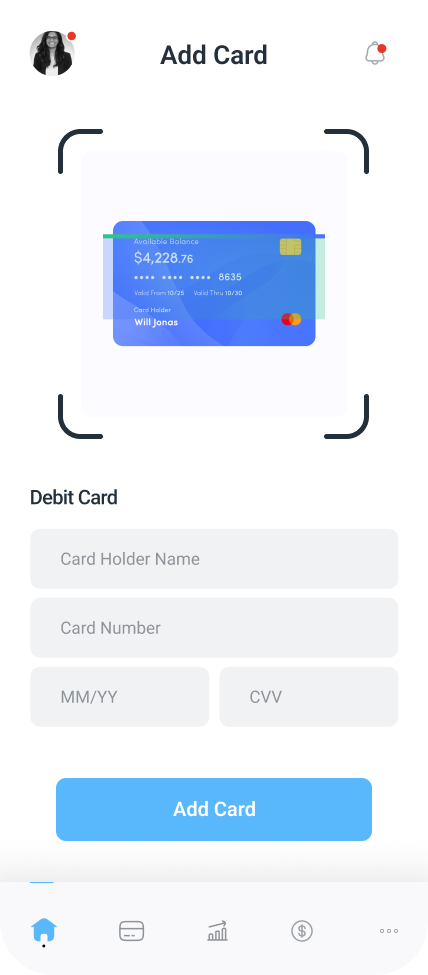 Add Card
Available Balance
$4,228.76
•••• •••• •••• 8635
Valid From 10/25 Valid Thru 10/30
Card Holder
Will Jonas
Debit Card
Card Holder Name
Card Number
MM/YY CVV
Add Card